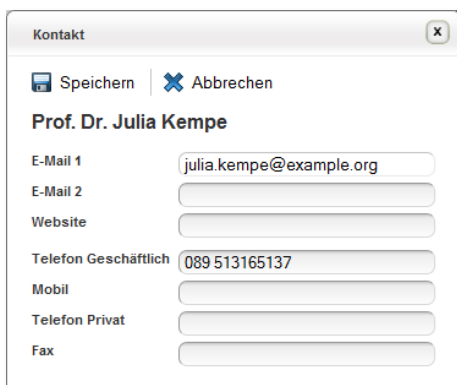 Kontakt x
Speichern Abbrechen
Prof. Dr. Julia Kempe
E-Mail 1 julia.kempe@example.org
E-Mail 2
Website
Telefon Geschäftlich 089 513165137
Mobil
Telefon Privat
Fax